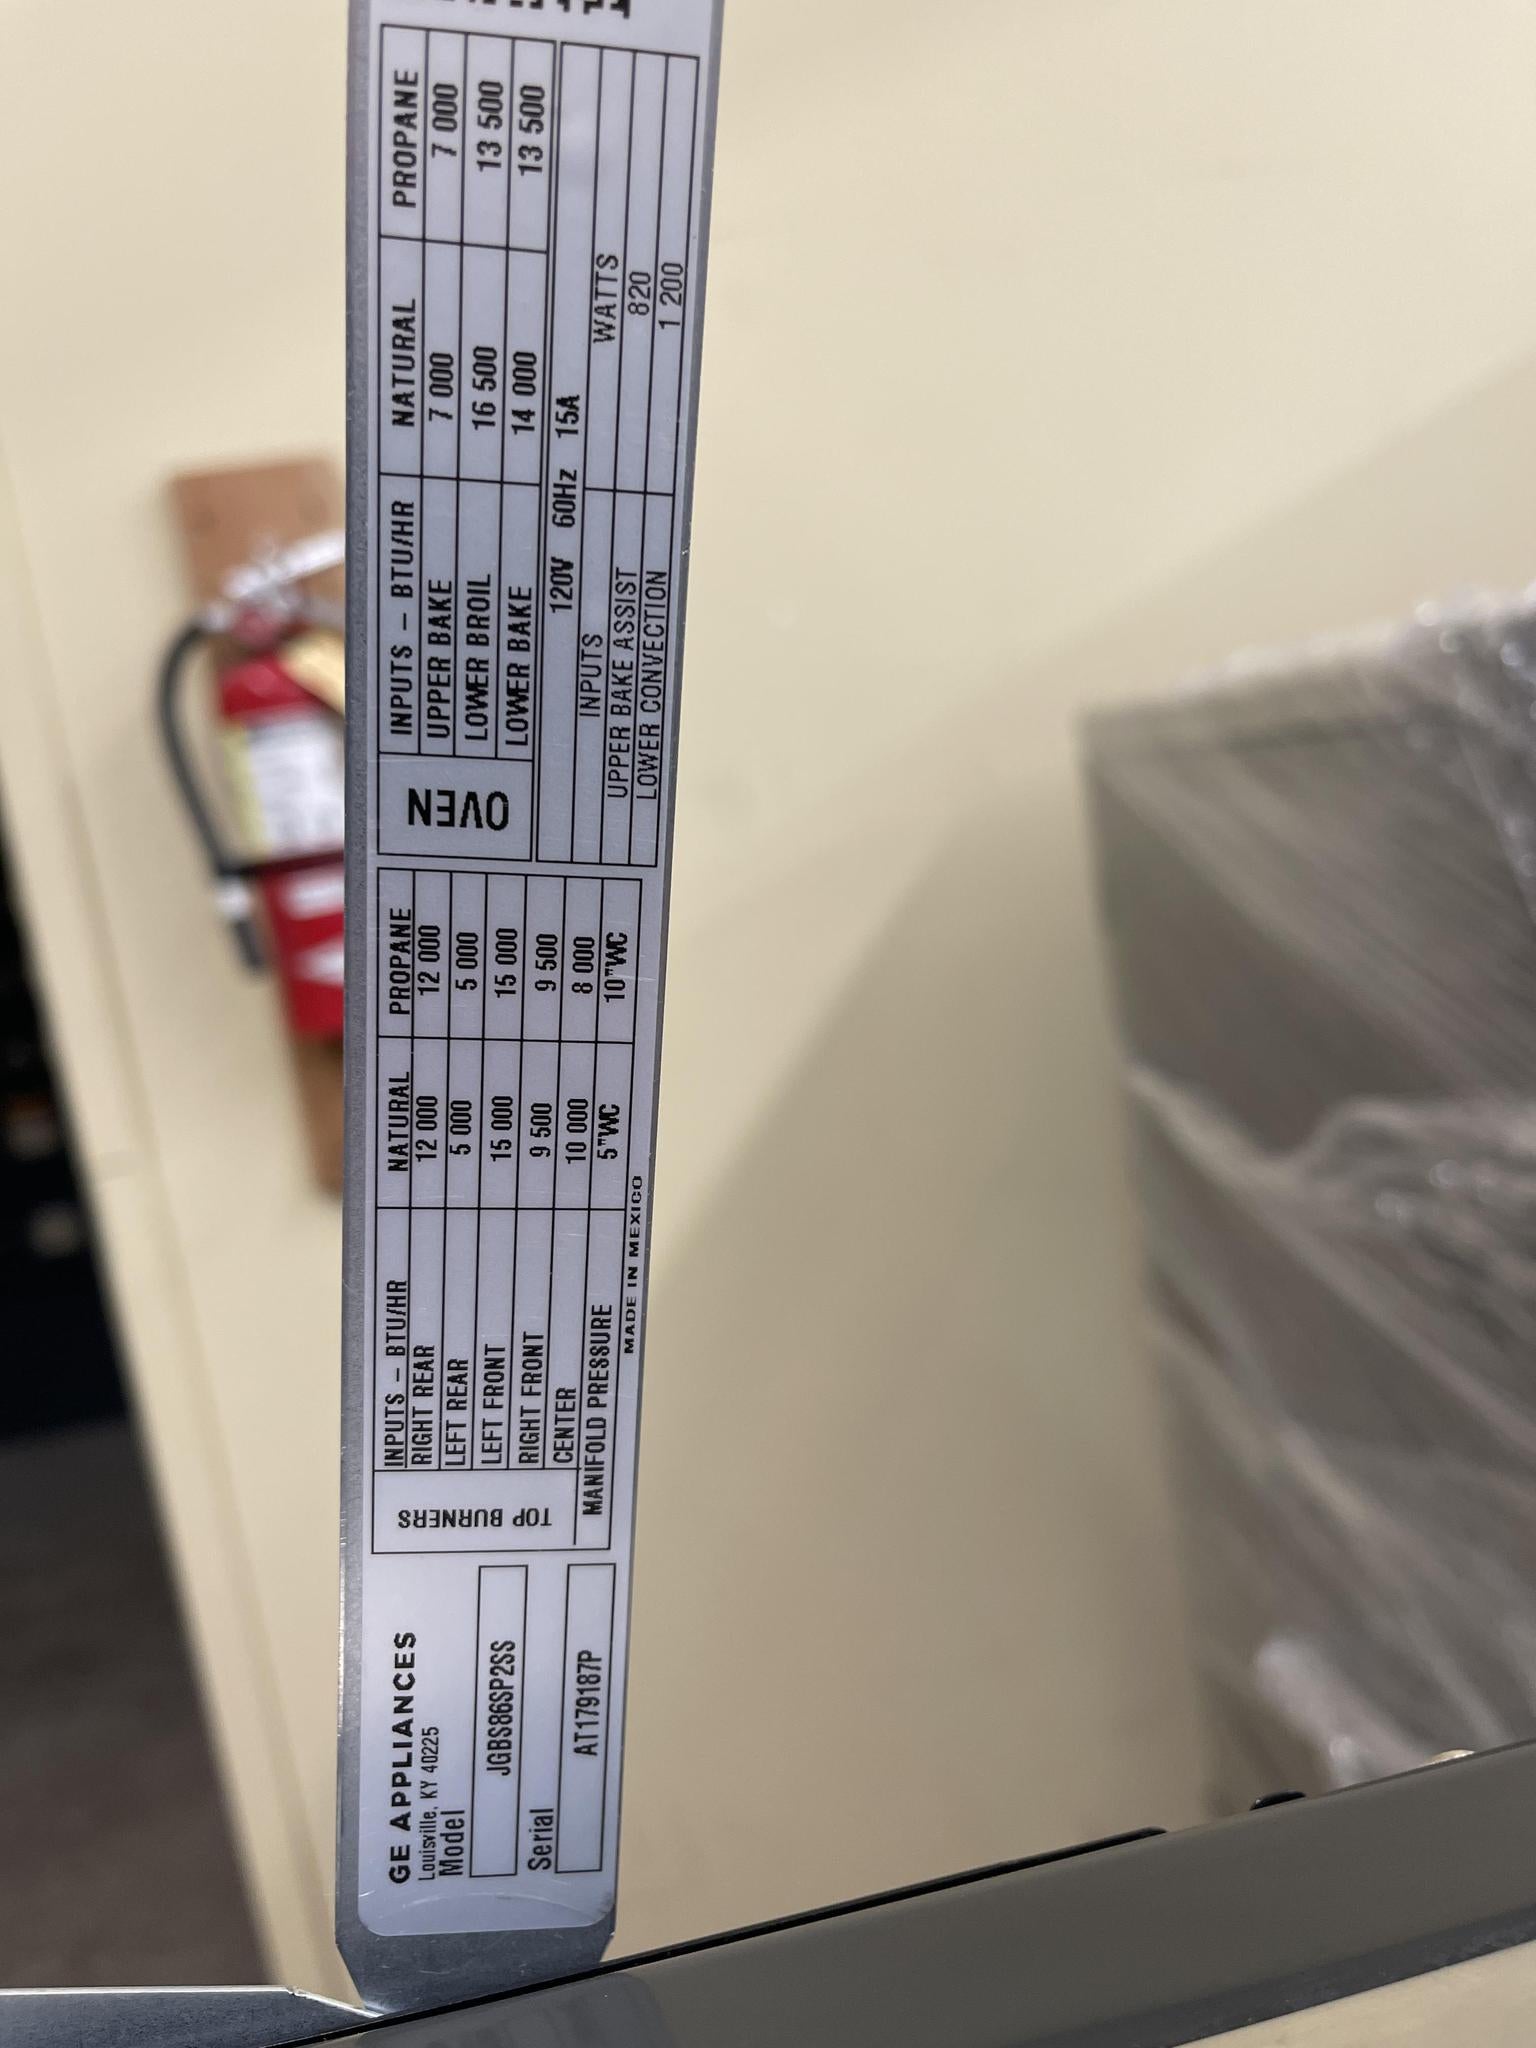 GE APPLIANCES
Louisville, KY 40225
Model
JGBS86SP2SS
Serial
AT179187P
TOP BURNERS
INPUTS – BTU/HR NATURAL PROPANE
RIGHT REAR 12 000 12 000
LEFT REAR 5 000 5 000
LEFT FRONT 15 000 15 000
RIGHT FRONT 9 500 9 500
CENTER 10 000 8 000
MANIFOLD PRESSURE 5"WC 10"WC
MADE IN MEXICO
OVEN
INPUTS – BTU/HR NATURAL PROPANE
UPPER BAKE 7 000 7 000
LOWER BROIL 16 500 13 500
LOWER BAKE 14 000 13 500
120V 60Hz 15A
INPUTS WATTS
UPPER BAKE ASSIST 820
LOWER CONVECTION 1 200